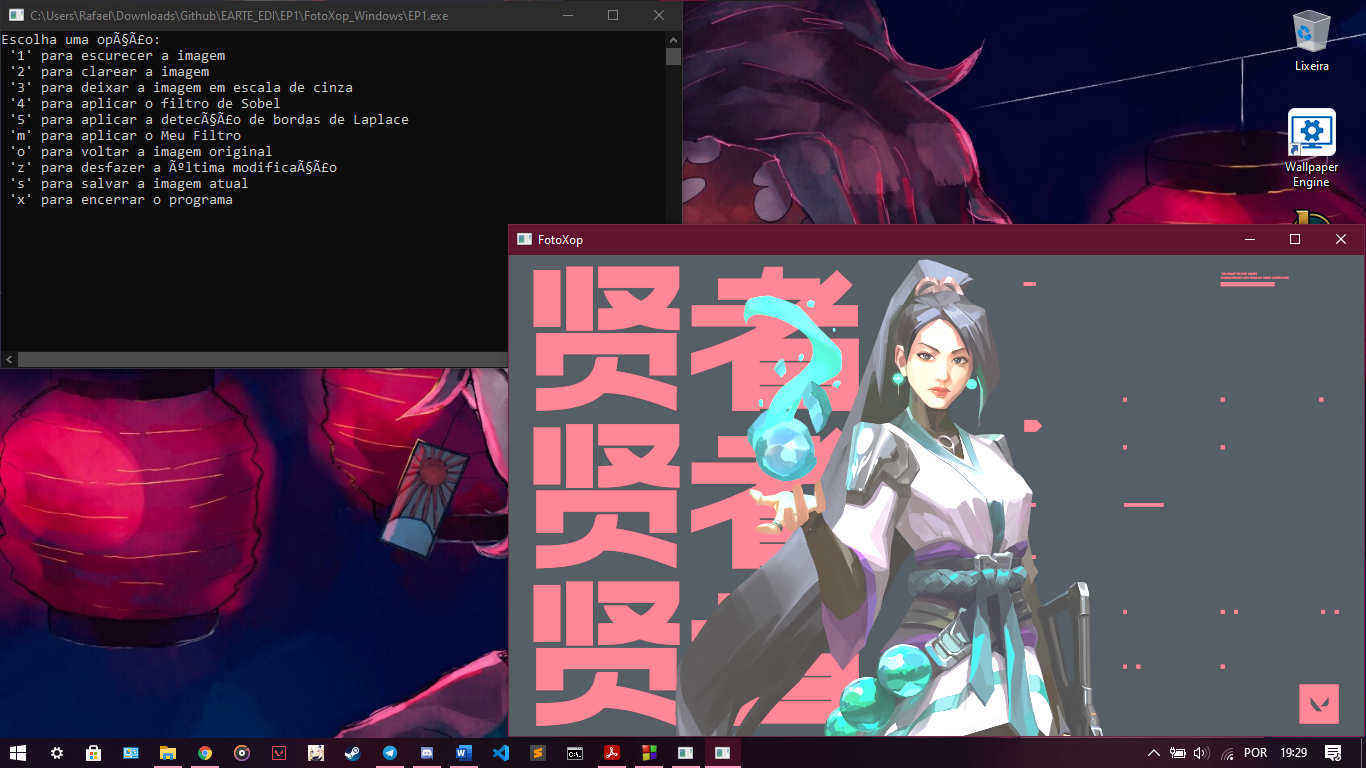 C:\Users\Rafael\Downloads\Github\EARTE_EDI\EP1\FotoXop_Windows\EP1.exe
Escolha uma opÃ§Ã£o:
'1' para escurecer a imagem
'2' para clarear a imagem
'3' para deixar a imagem em escala de cinza
'4' para aplicar o filtro de Sobel
'5' para aplicar a detecÃ§Ã£o de bordas de Laplace
'm' para aplicar o Meu Filtro
'o' para voltar a imagem original
'z' para desfazer a Ãºltima modificaÃ§Ã£o
's' para salvar a imagem atual
'x' para encerrar o programa
Lixeira
Wallpaper
Engine
FotoXop
贤者
贤者
贤者
POR
19:29